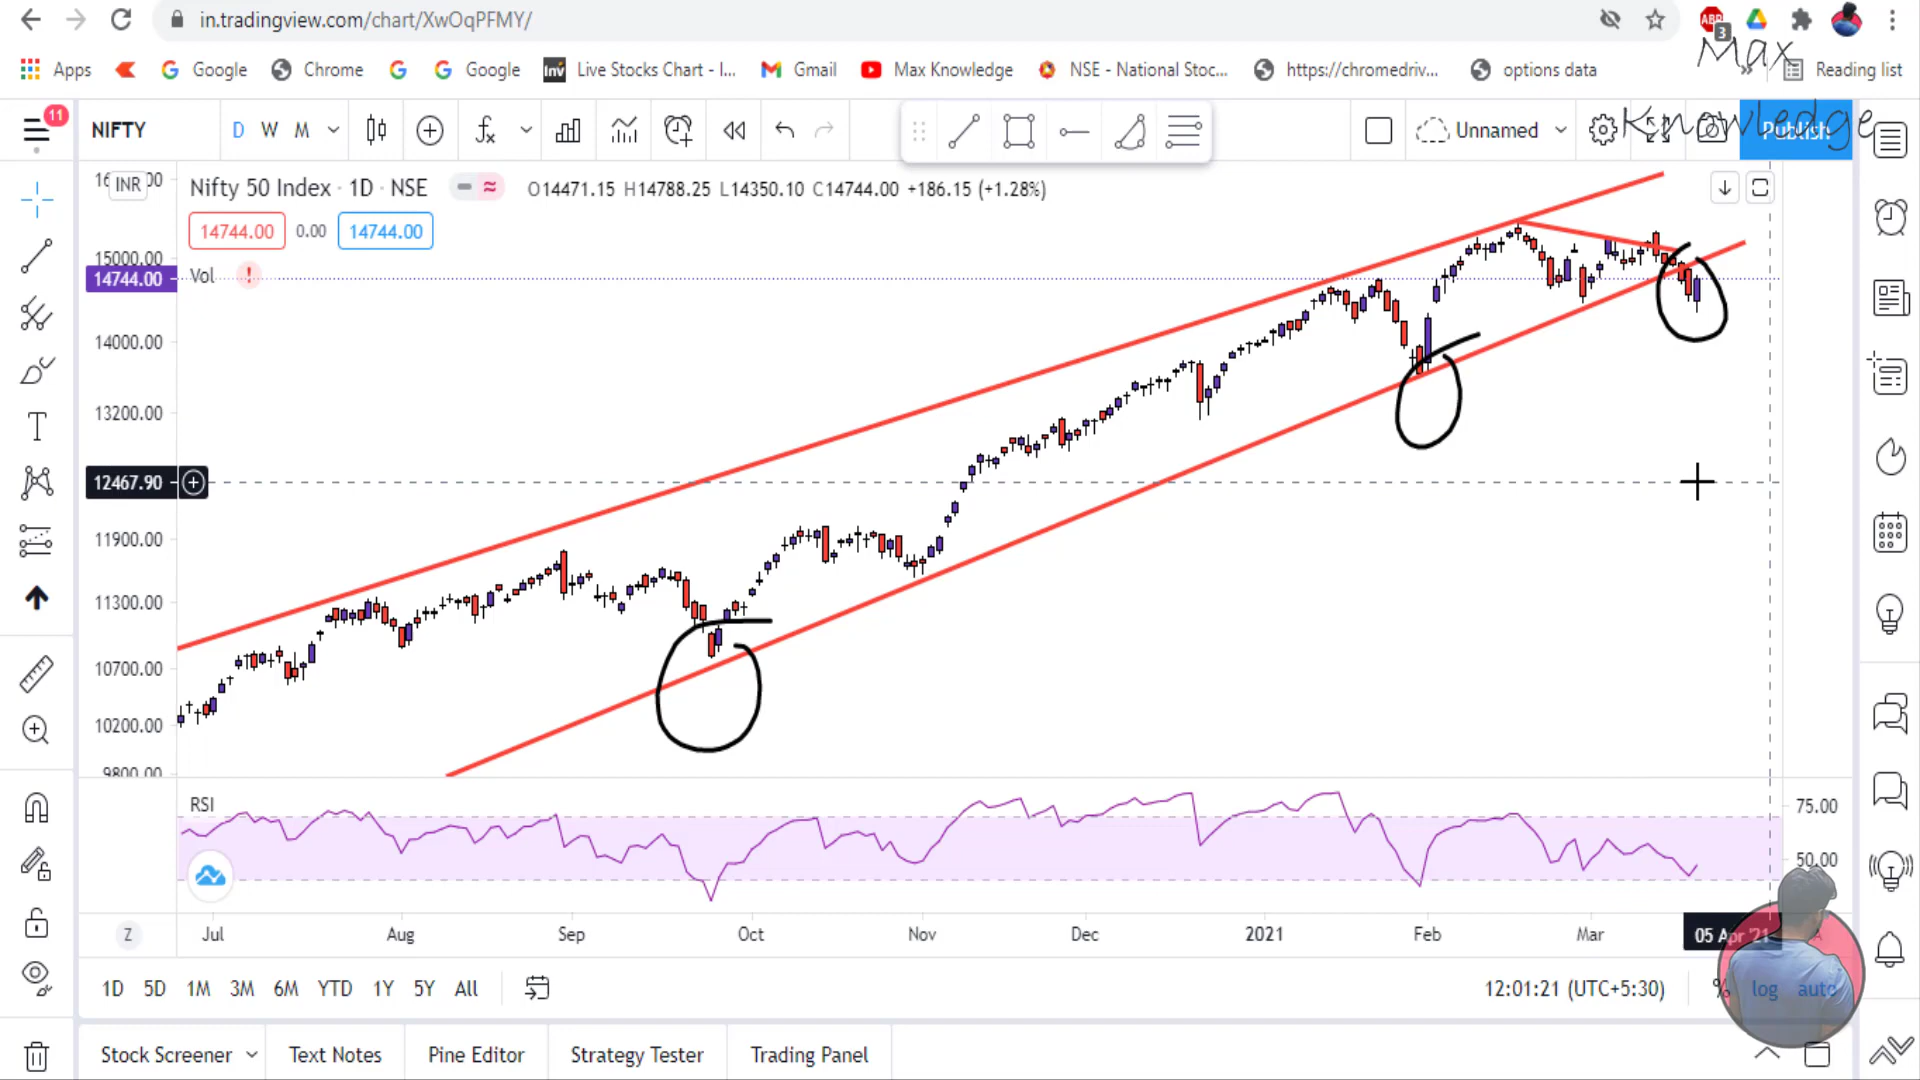 in.tradingview.com/chart/XwOqPFMY/
ABP
3
Max
Apps
Google
Chrome
Google
Inv
Live Stocks Chart - I...
Gmail
Max Knowledge
NSE - National Stoc...
https://chromedriv...
options data
»
Reading list
11
NIFTY
D W M
Unnamed
Publish
Knowledge
INR
Nifty 50 Index · 1D · NSE
O14471.15 H14788.25 L14350.10 C14744.00 +186.15 (+1.28%)
14744.00
0.00
14744.00
15000.00
14744.00
Vol
!
14000.00
13200.00
12467.90
11900.00
11300.00
10700.00
10200.00
9800.00
RSI
75.00
50.00
Z
Jul
Aug
Sep
Oct
Nov
Dec
2021
Feb
Mar
05 Apr '21
1D 5D 1M 3M 6M YTD 1Y 5Y All
12:01:21 (UTC+5:30)
%
log
auto
Stock Screener
Text Notes
Pine Editor
Strategy Tester
Trading Panel